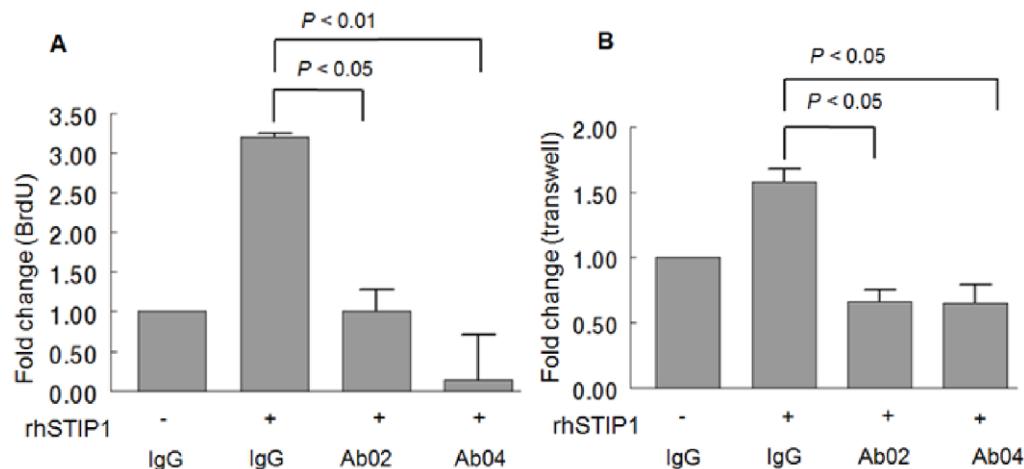 A
P < 0.01
P < 0.05
Fold change (BrdU)
3.50
3.00
2.50
2.00
1.50
1.00
0.50
0.00
rhSTIP1 - + + +
IgG IgG Ab02 Ab04
B
P < 0.05
P < 0.05
Fold change (transwell)
2.00
1.50
1.00
0.50
0.00
rhSTIP1 - + + +
IgG IgG Ab02 Ab04